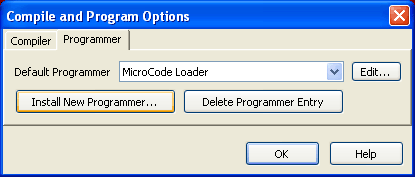 Compile and Program Options
Compiler Programmer
Default Programmer MicroCode Loader Edit...
Install New Programmer... Delete Programmer Entry
OK Help